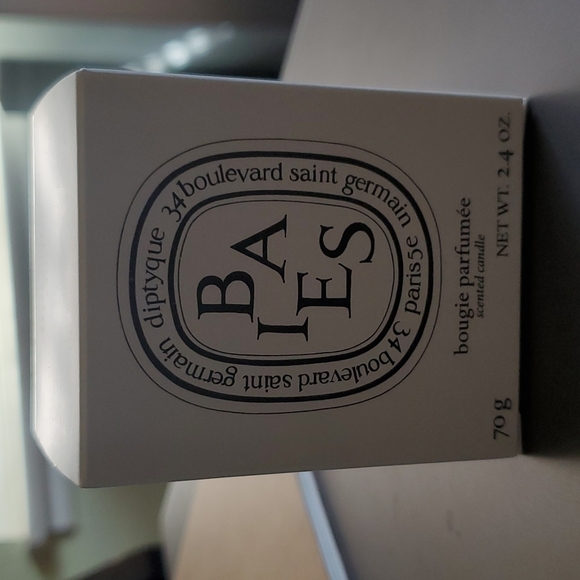 diptyque 34 boulevard saint germain paris 5e 34 boulevard saint germain
BA
IES
bougie parfumée
scented candle
70 g NET WT. 2.4 OZ.